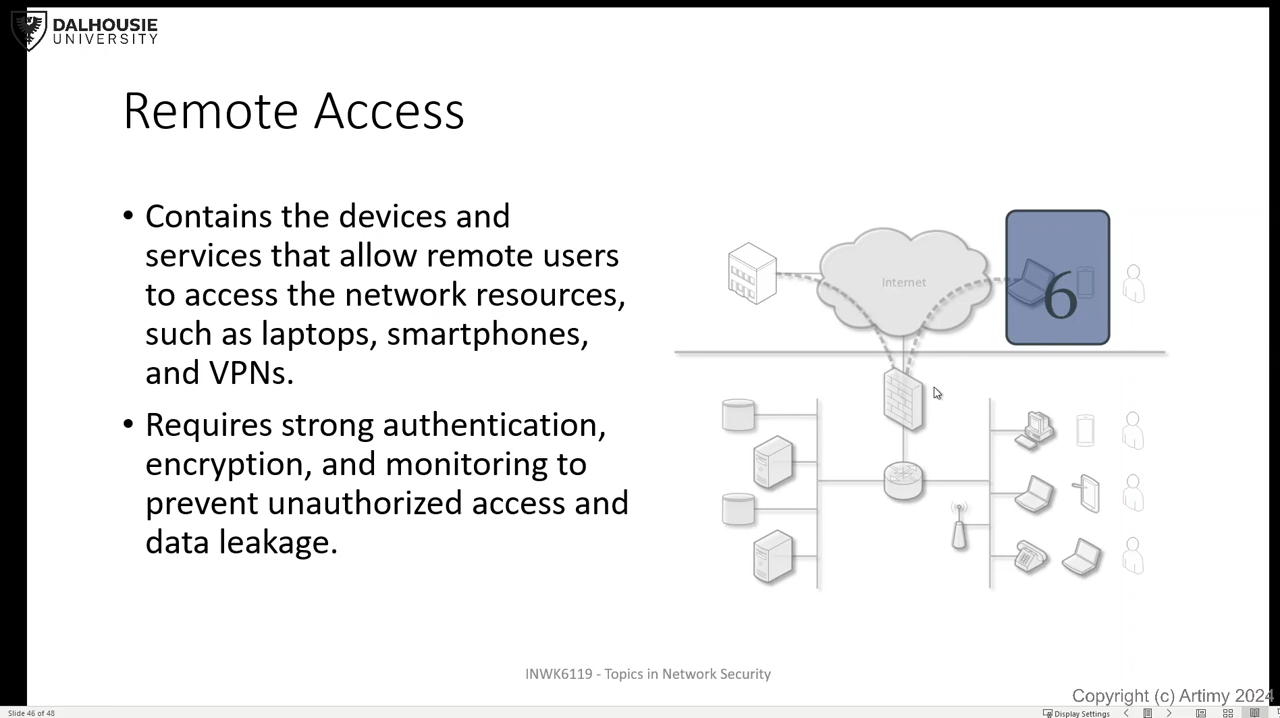 DALHOUSIE
UNIVERSITY
Remote Access
• Contains the devices and
services that allow remote users
to access the network resources,
such as laptops, smartphones,
and VPNs.
• Requires strong authentication,
encryption, and monitoring to
prevent unauthorized access and
data leakage.
Internet
6
INWK6119 - Topics in Network Security
Copyright (c) Artimy 2024
Slide 46 of 48
Display Settings